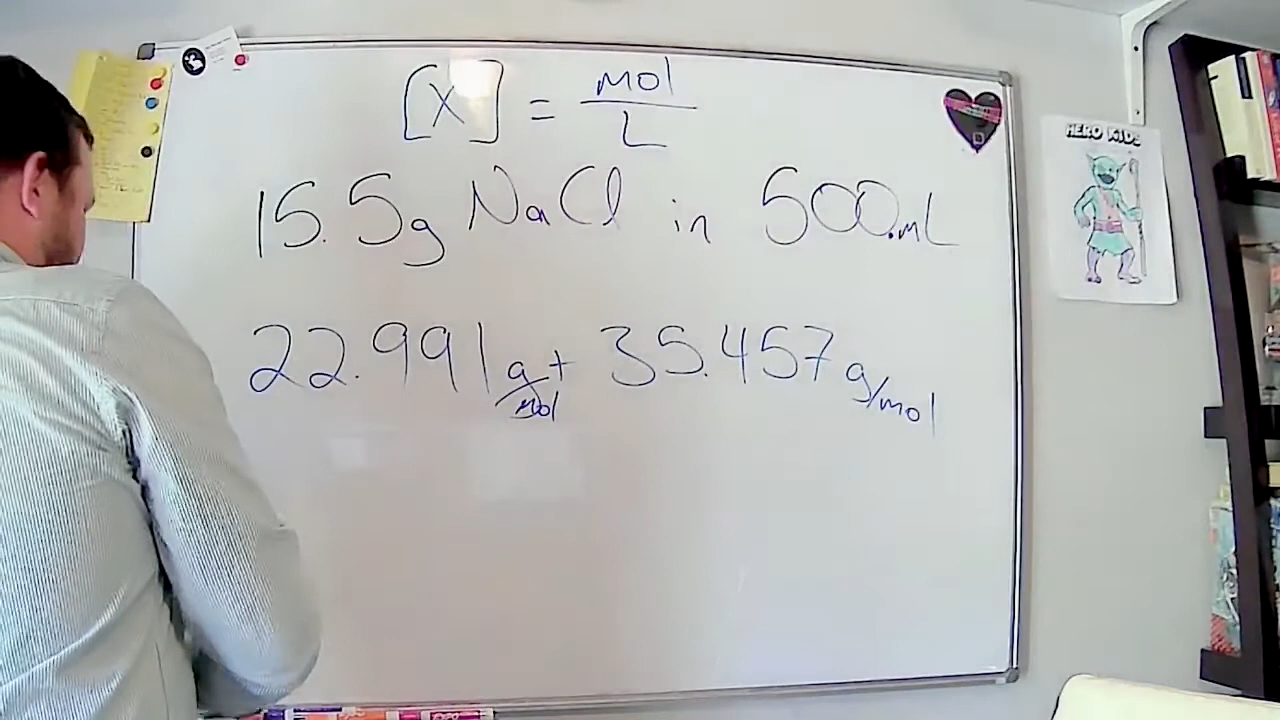 [X] = mol/L
15.5g NaCl in 500.mL
22.991 g/mol + 35.457 g/mol
HERO KIDS